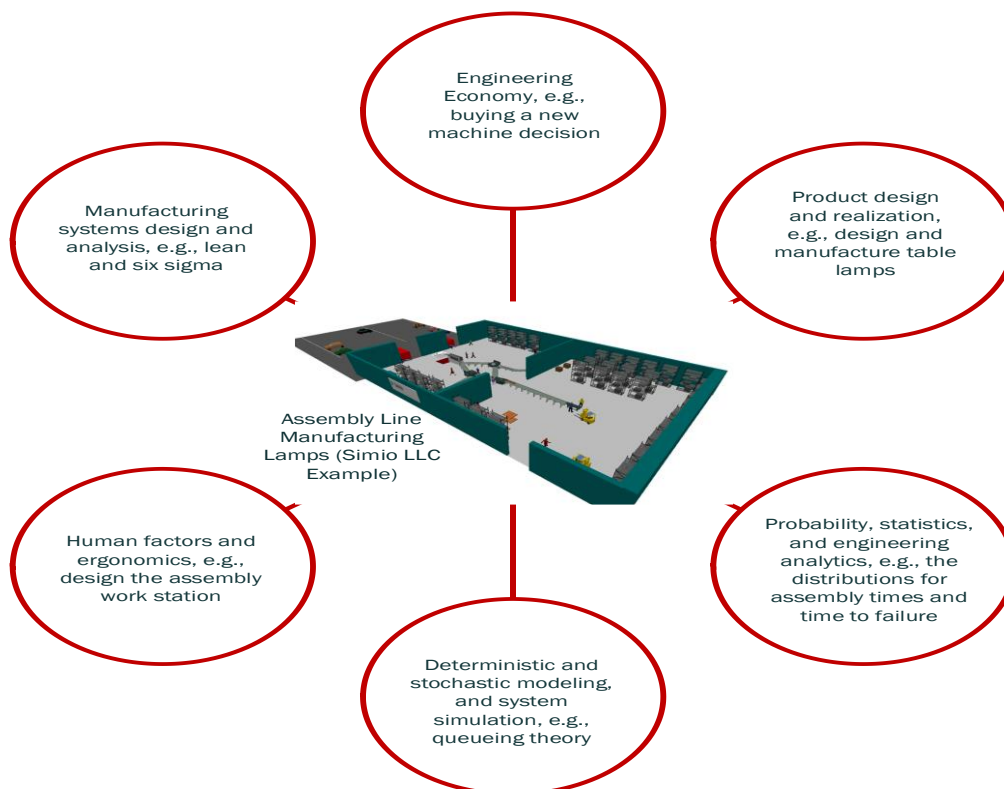 Engineering
Economy, e.g.,
buying a new
machine decision
Manufacturing
systems design and
analysis, e.g., lean
and six sigma
Product design
and realization,
e.g., design and
manufacture table
lamps
Assembly Line
Manufacturing
Lamps (Simio LLC
Example)
Human factors and
ergonomics, e.g.,
design the assembly
work station
Probability, statistics,
and engineering
analytics, e.g., the
distributions for
assembly times and
time to failure
Deterministic and
stochastic modeling,
and system
simulation, e.g.,
queueing theory